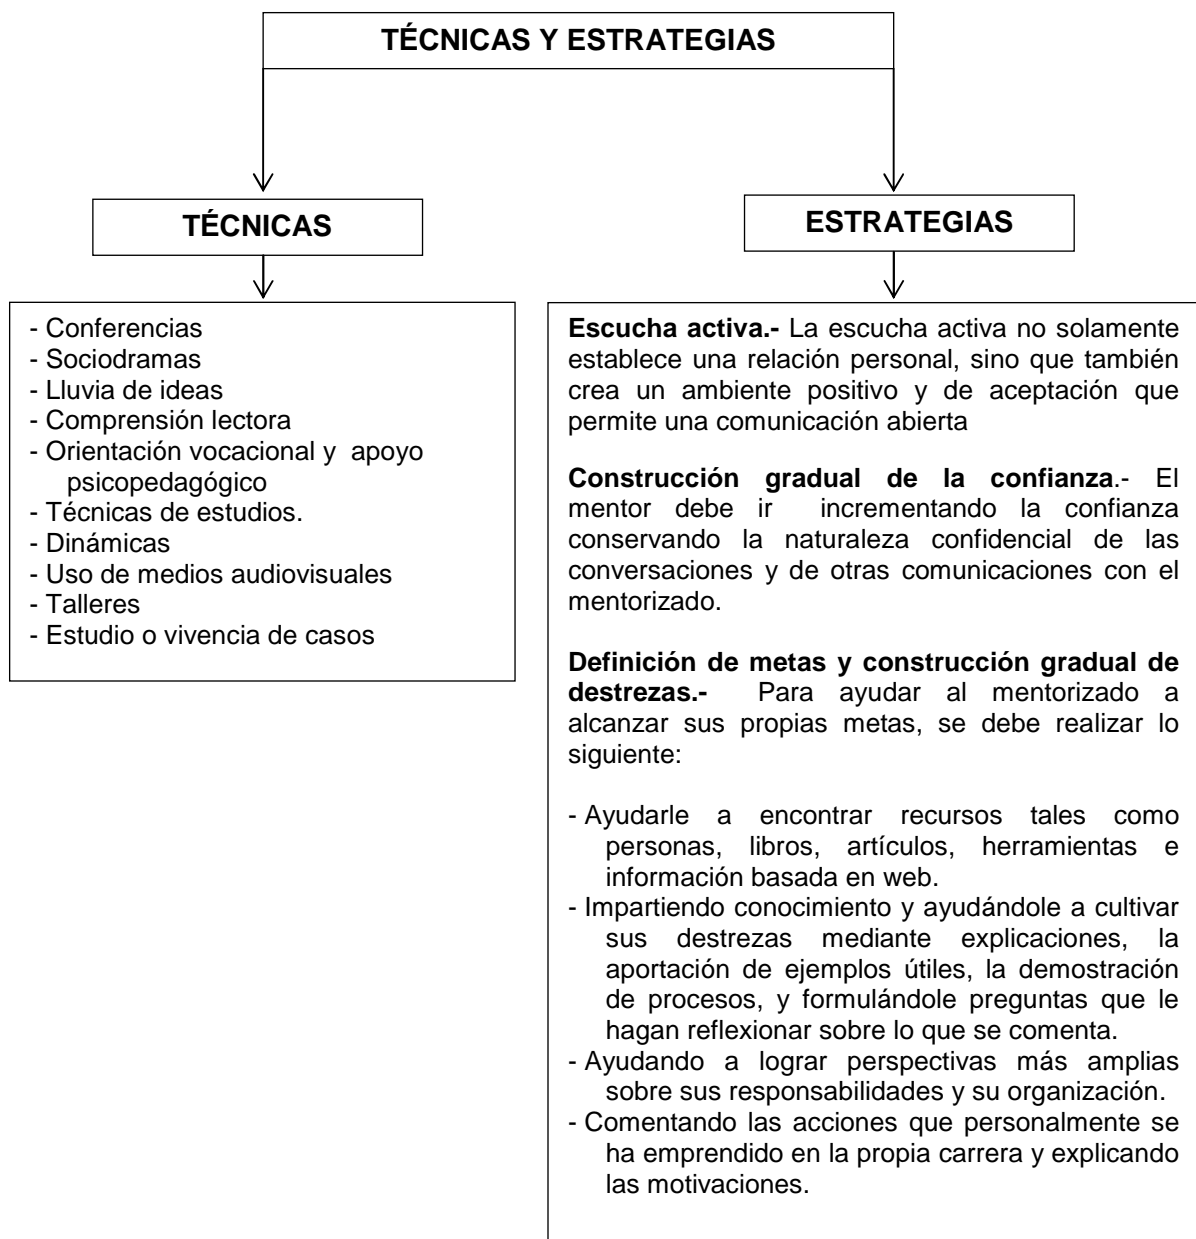 TÉCNICAS Y ESTRATEGIAS
TÉCNICAS
- Conferencias
- Sociodramas
- Lluvia de ideas
- Comprensión lectora
- Orientación vocacional y apoyo
psicopedagógico
- Técnicas de estudios.
- Dinámicas
- Uso de medios audiovisuales
- Talleres
- Estudio o vivencia de casos
ESTRATEGIAS
Escucha activa.- La escucha activa no solamente
establece una relación personal, sino que también
crea un ambiente positivo y de aceptación que
permite una comunicación abierta
Construcción gradual de la confianza.- El
mentor debe ir incrementando la confianza
conservando la naturaleza confidencial de las
conversaciones y de otras comunicaciones con el
mentorizado.
Definición de metas y construcción gradual de
destrezas.- Para ayudar al mentorizado a
alcanzar sus propias metas, se debe realizar lo
siguiente:
- Ayudarle a encontrar recursos tales como
personas, libros, artículos, herramientas e
información basada en web.
- Impartiendo conocimiento y ayudándole a cultivar
sus destrezas mediante explicaciones, la
aportación de ejemplos útiles, la demostración
de procesos, y formulándole preguntas que le
hagan reflexionar sobre lo que se comenta.
- Ayudando a lograr perspectivas más amplias
sobre sus responsabilidades y su organización.
- Comentando las acciones que personalmente se
ha emprendido en la propia carrera y explicando
las motivaciones.